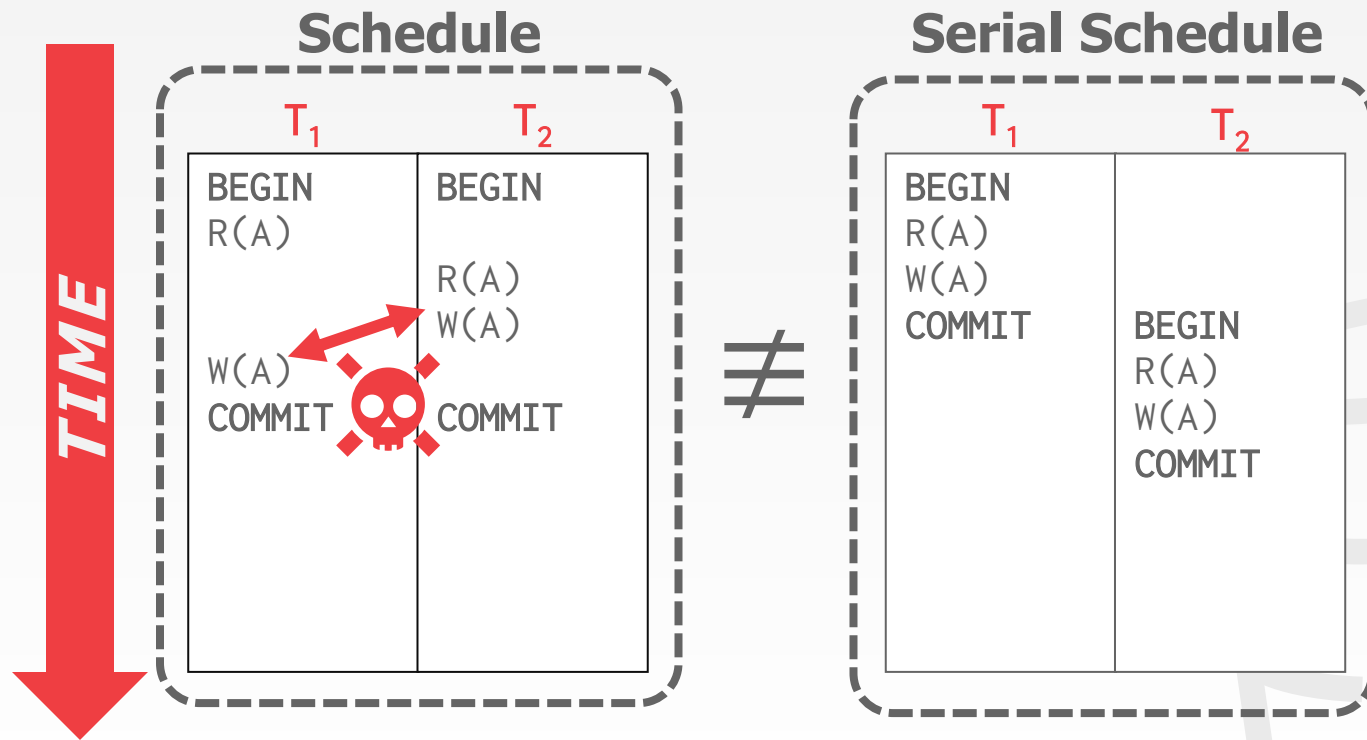 Schedule
Serial Schedule
TIME
T₁ T₂
BEGIN BEGIN
R(A)
R(A)
W(A)
W(A)
COMMIT COMMIT
≢
T₁ T₂
BEGIN
R(A)
W(A)
COMMIT BEGIN
R(A)
W(A)
COMMIT